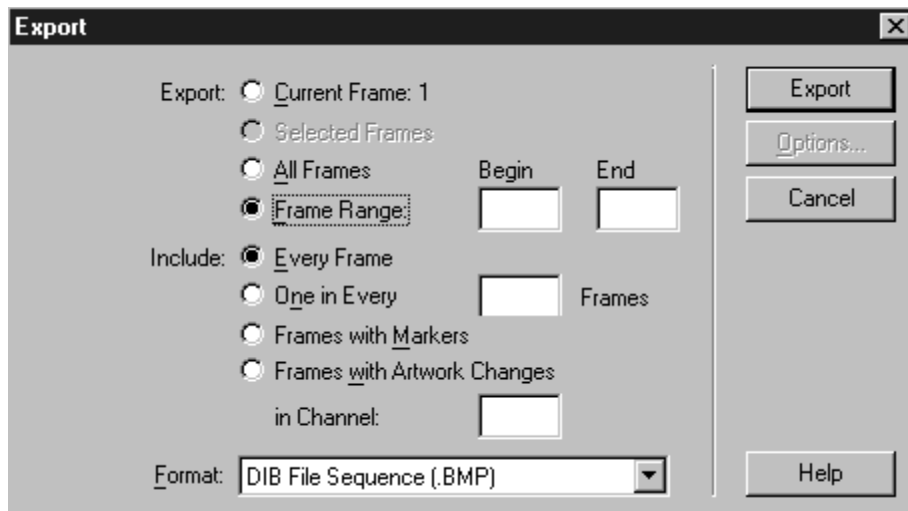 Export
Export: Current Frame: 1
Selected Frames
All Frames
Begin End
Frame Range:
Include: Every Frame
One in Every Frames
Frames with Markers
Frames with Artwork Changes
in Channel:
Format: DIB File Sequence (.BMP)
Export
Options...
Cancel
Help